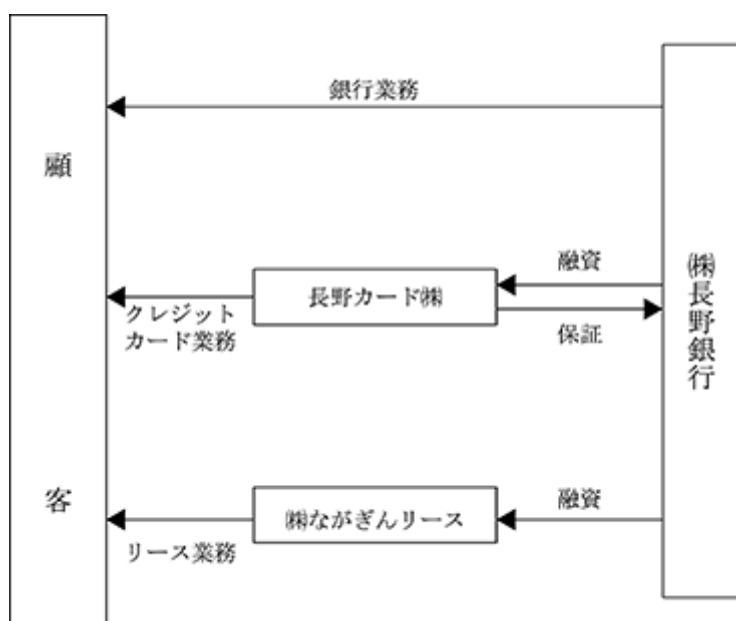 銀行業務
顧客
融資
長野カード㈱
クレジット
カード業務
保証
㈱長野銀行
融資
㈱ながぎんリース
リース業務